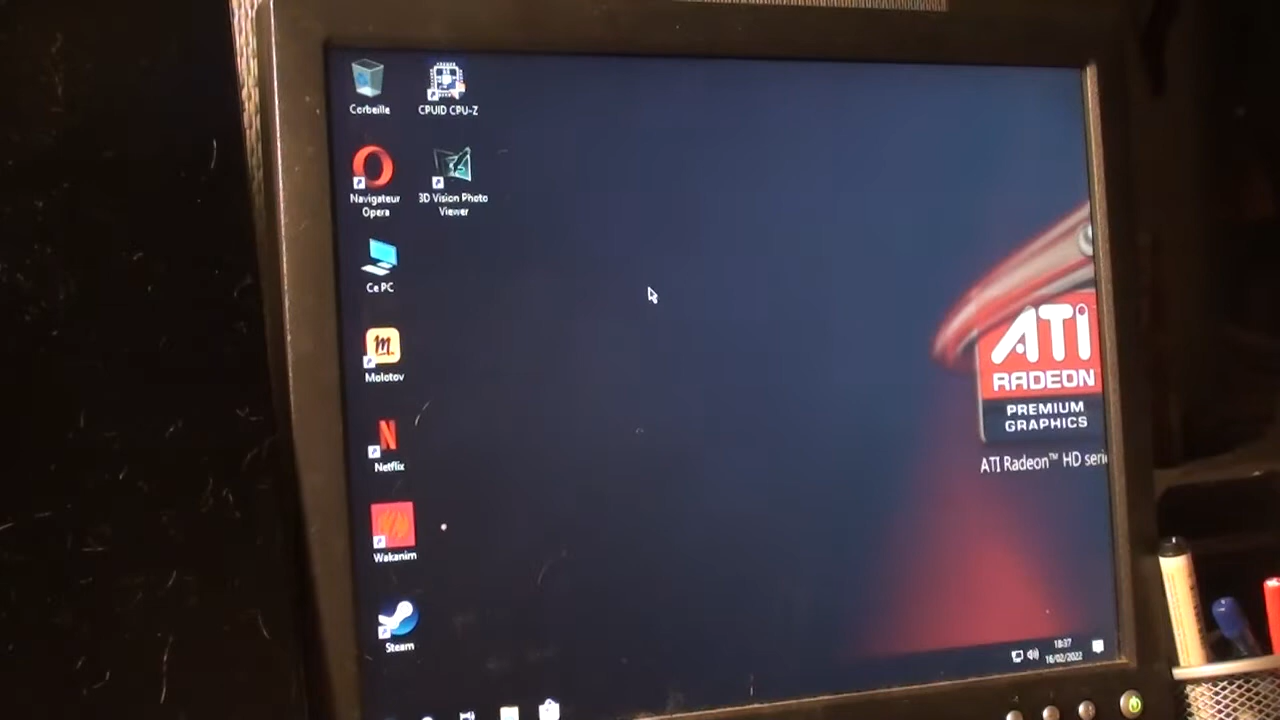 Corbeille
CPUID CPU-Z
Navigateur
Opera
3D Vision Photo
Viewer
Ce PC
m.
Molotov
N
Netflix
Wakanim
Steam
ATI
RADEON
PREMIUM
GRAPHICS
ATI Radeon™ HD seri
18:37
16/02/2022